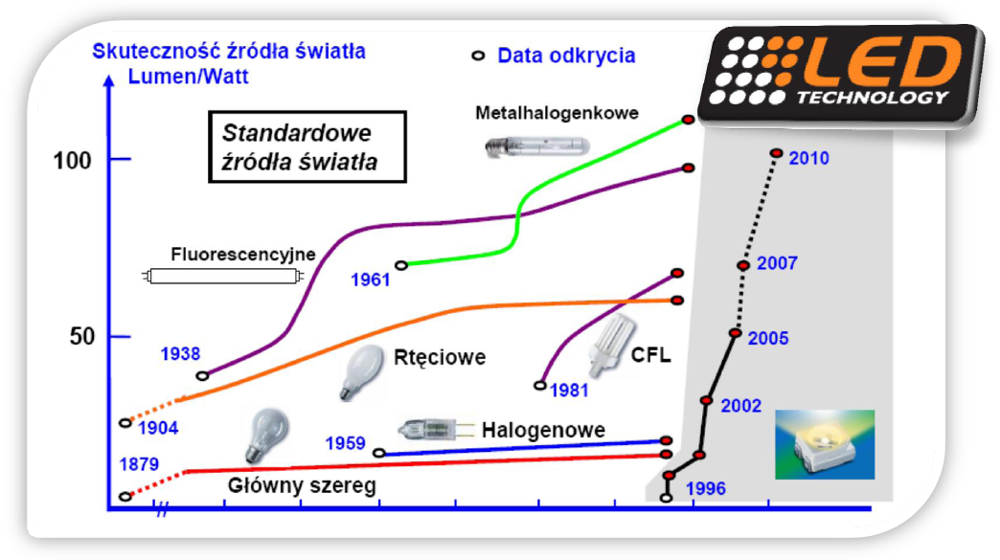 Skuteczność źródła światła
Lumen/Watt
Data odkrycia
LED
TECHNOLOGY
Standardowe
źródła światła
Metalhalogenkowe
100
2010
Fluorescencyjne
1961
2007
50
1938
2005
Rtęciowe
CFL
1981
2002
1904
1959
Halogenowe
1879
Główny szereg
1996